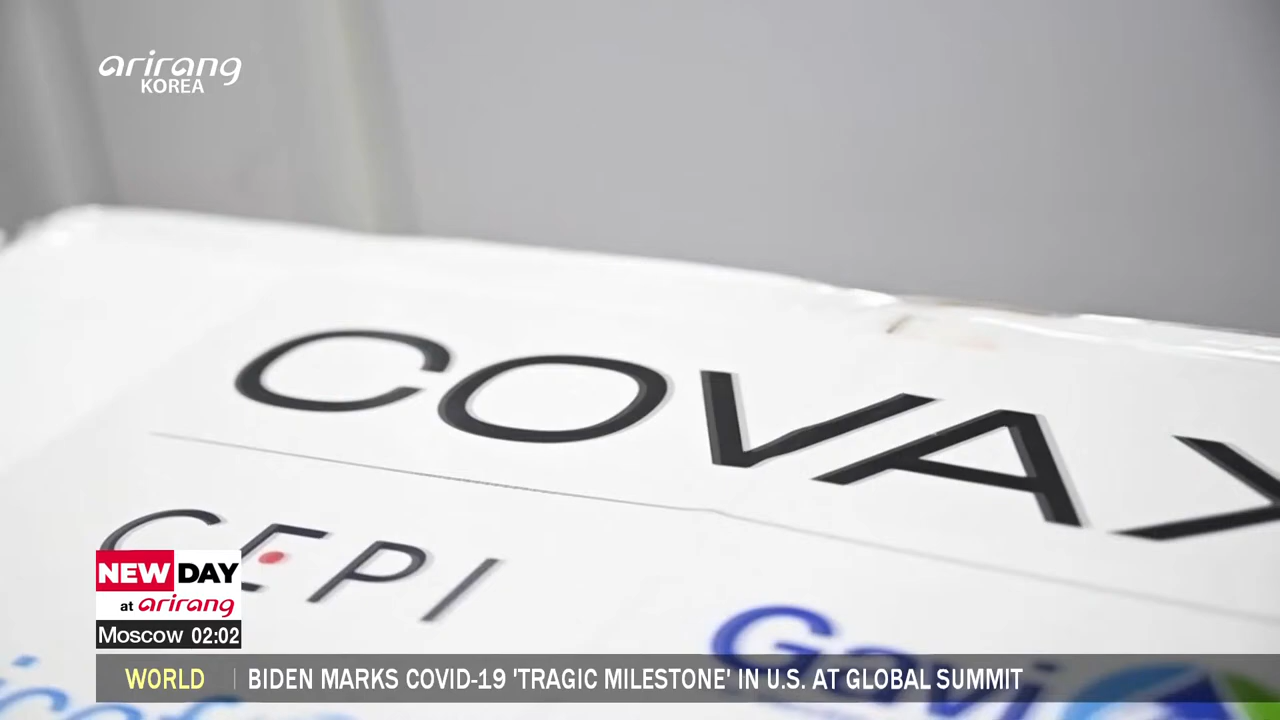 arirang
KOREA
COVAX
CEPI
Gavi
NEW DAY
at arirang
Moscow 02:02
WORLD BIDEN MARKS COVID-19 'TRAGIC MILESTONE' IN U.S. AT GLOBAL SUMMIT